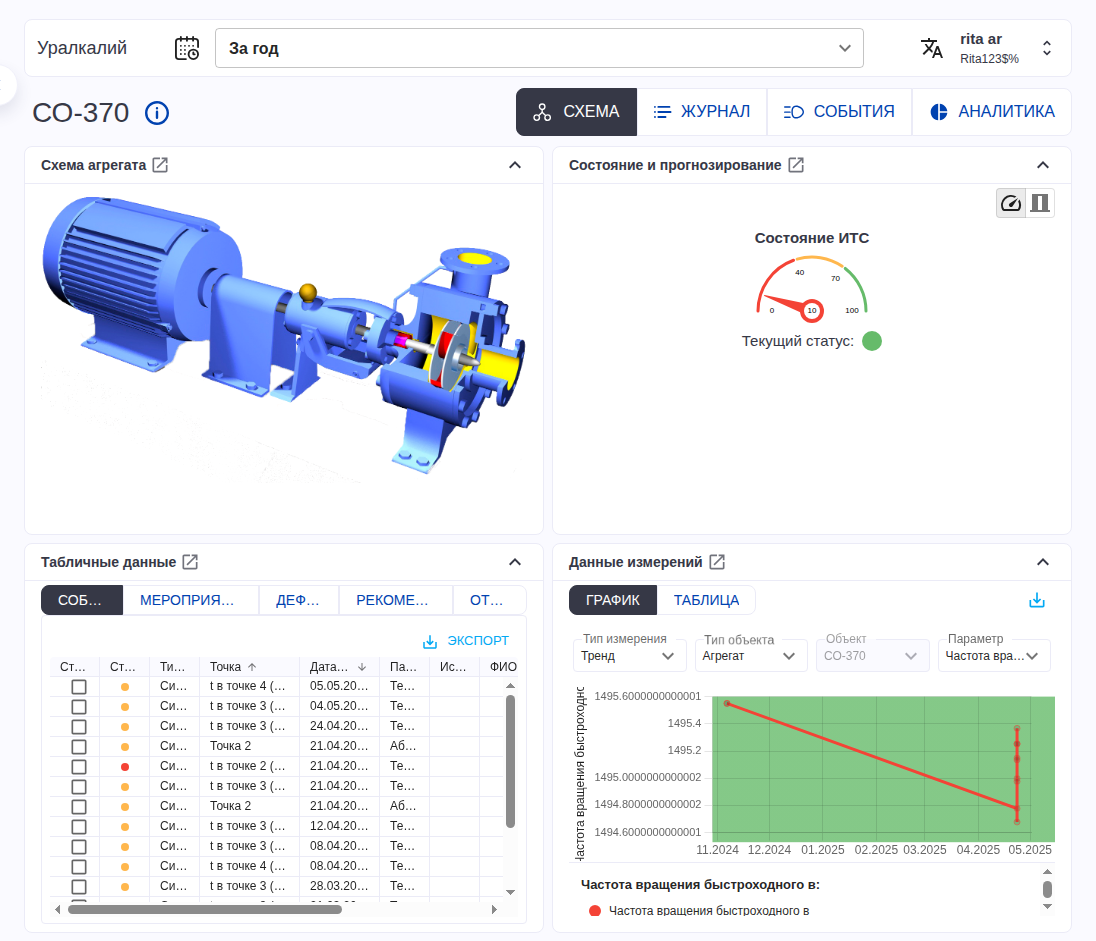 Уралкалий
За год
rita ar
Rita123$%
СО-370
СХЕМА
ЖУРНАЛ
СОБЫТИЯ
АНАЛИТИКА
Схема агрегата
Состояние и прогнозирование
Состояние ИТС
40
70
0
10
100
Текущий статус:
Табличные данные
СОБ...
МЕРОПРИЯ...
ДЕФ...
РЕКОМЕ...
ОТ...
ЭКСПОРТ
Ст... Ст... Ти... Точка Дата... Па... Ис... ФИО
Си... t в точке 4 (... 05.05.20... Те...
Си... t в точке 3 (... 04.05.20... Те...
Си... t в точке 3 (... 24.04.20... Те...
Си... Точка 2 21.04.20... Аб...
Си... t в точке 2 (... 21.04.20... Те...
Си... t в точке 3 (... 21.04.20... Те...
Си... Точка 2 21.04.20... Аб...
Си... t в точке 3 (... 12.04.20... Те...
Си... t в точке 3 (... 08.04.20... Те...
Си... t в точке 4 (... 08.04.20... Те...
Си... t в точке 3 (... 28.03.20... Те...
Данные измерений
ГРАФИК
ТАБЛИЦА
Тип измерения
Тренд
Тип объекта
Агрегат
Объект
СО-370
Параметр
Частота вра...
Частота вращения быстроходно
1495.6000000000001
1495.4
1495.2
1495.0000000000002
1494.8000000000002
1494.6000000000001
11.2024 12.2024 01.2025 02.2025 03.2025 04.2025 05.2025
Частота вращения быстроходного в:
Частота вращения быстроходного в